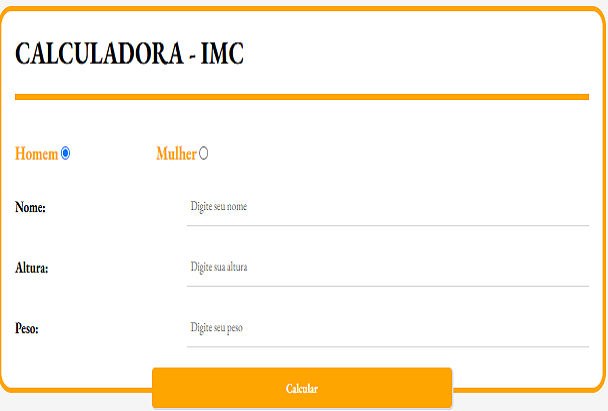 CALCULADORA - IMC
Homem Mulher
Nome: Digite seu nome
Altura: Digite sua altura
Peso: Digite seu peso
Calcular